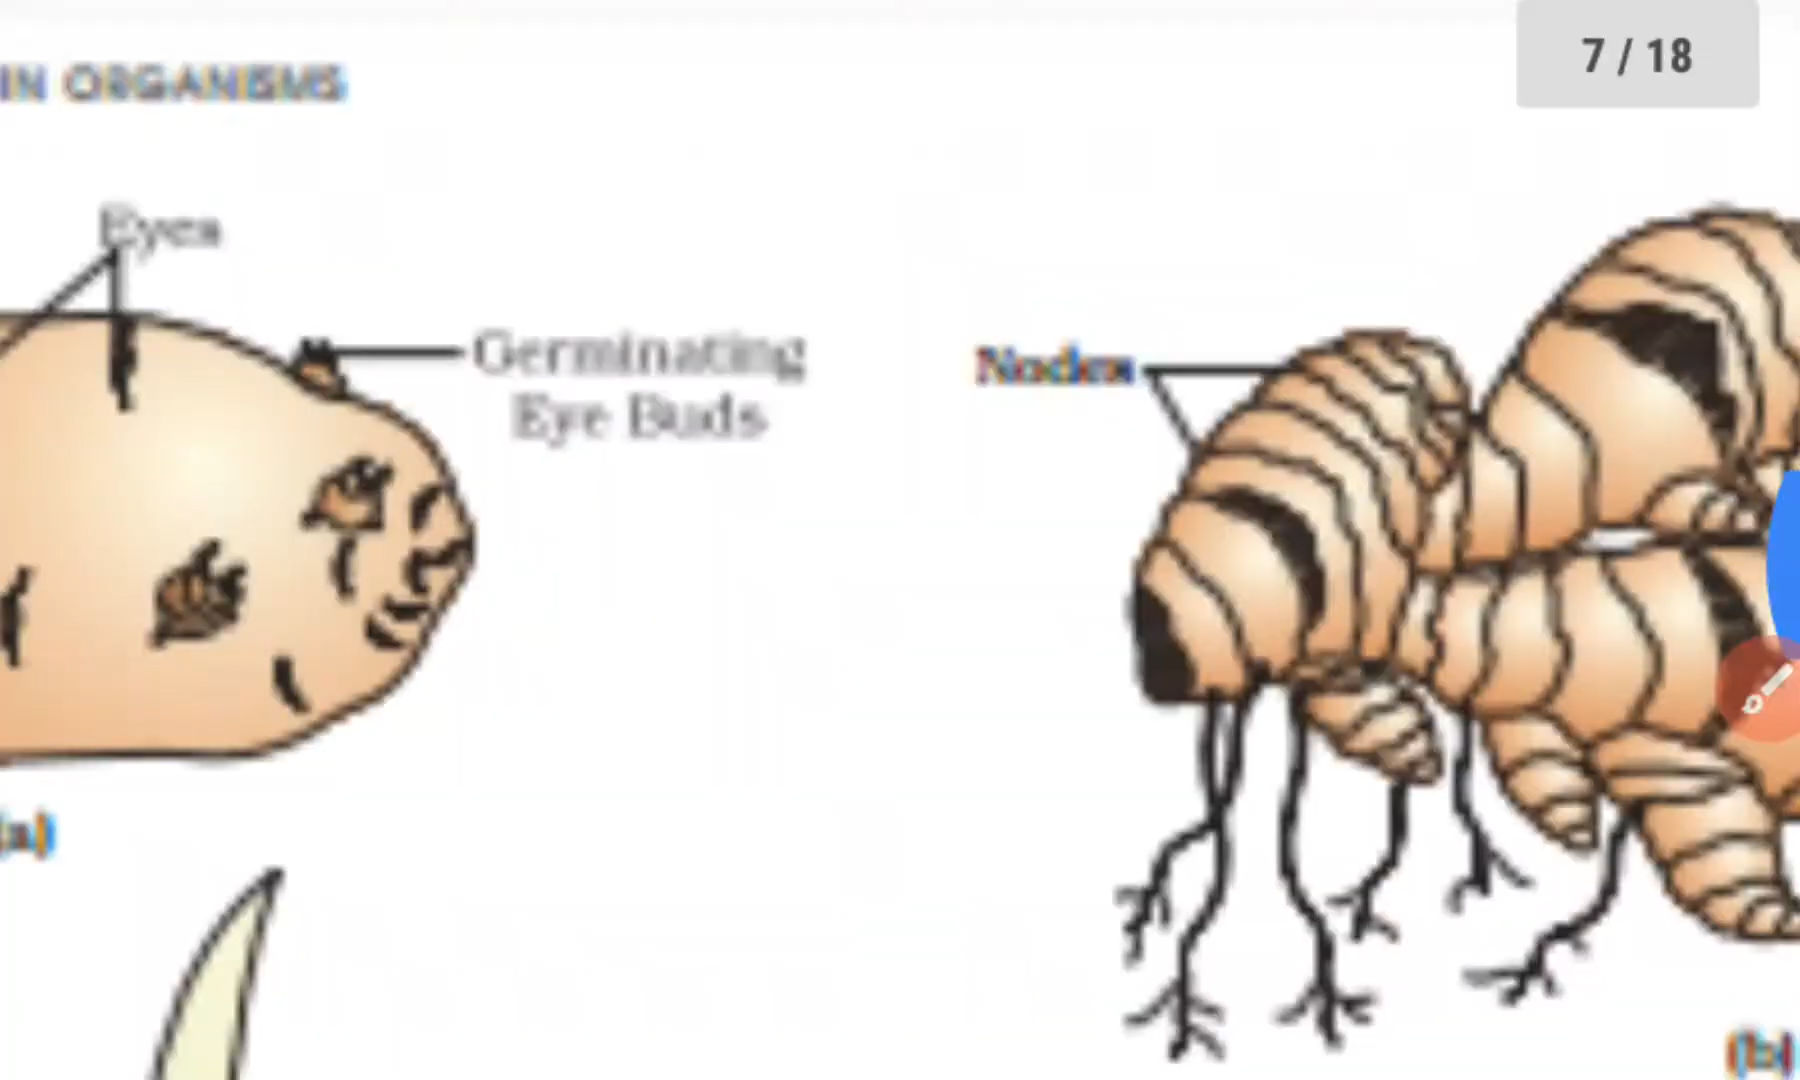 IN ORGANISMS
7 / 18
Eyes
Germinating
Eye Buds
Nodes
(a)
(b)